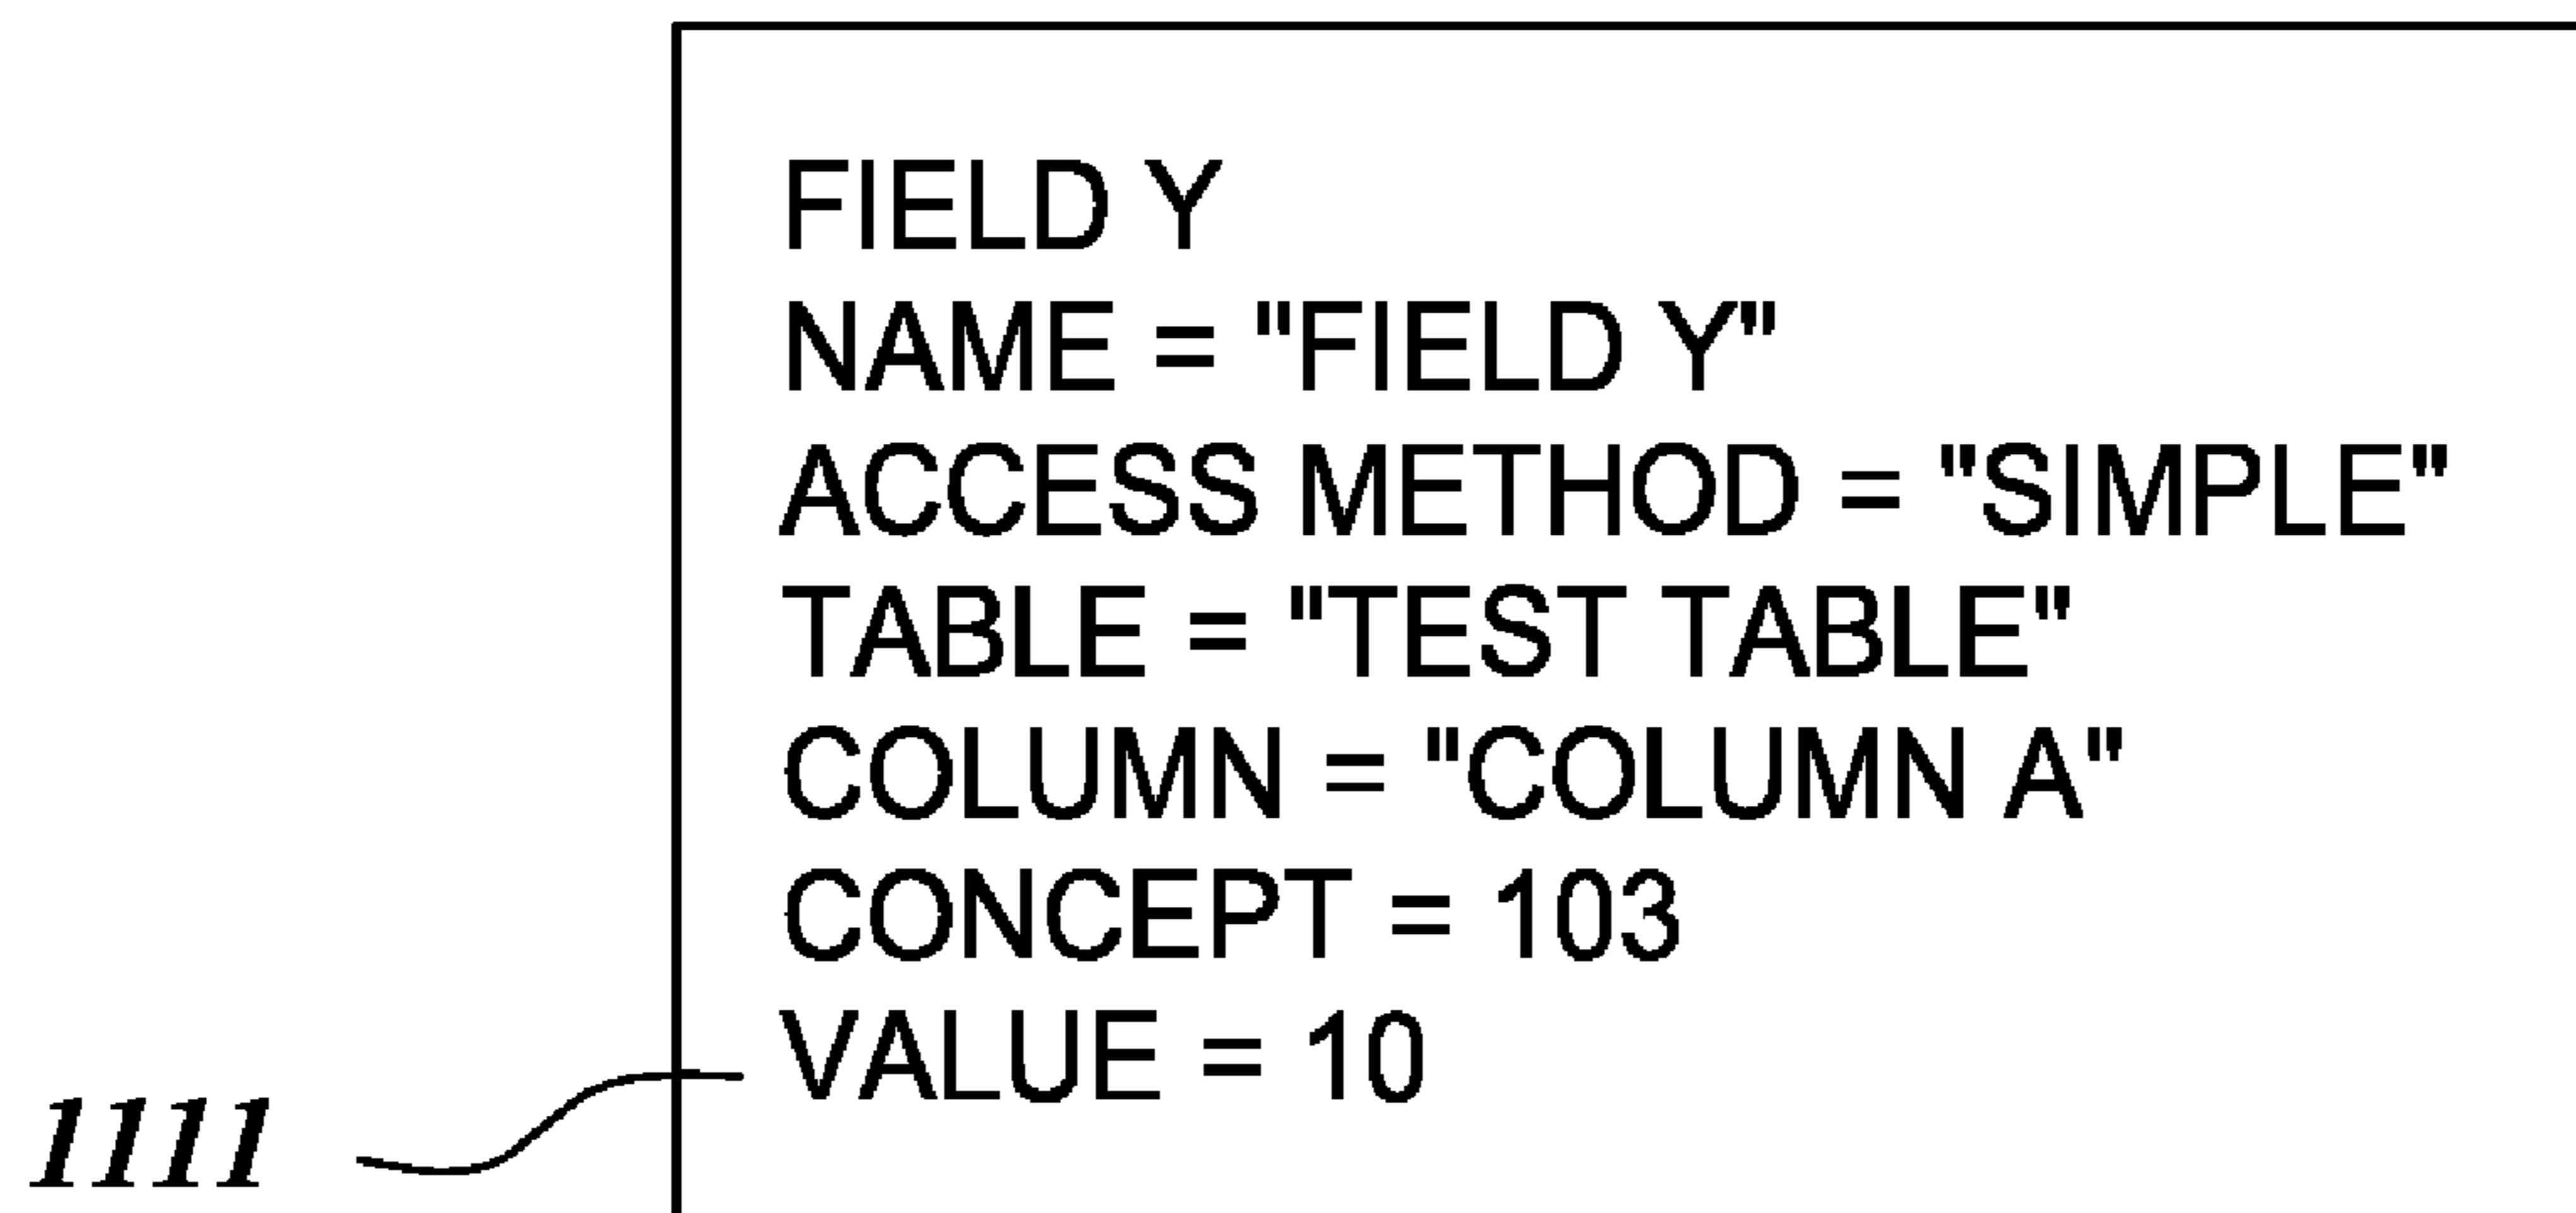 FIELD Y
NAME = "FIELD Y"
ACCESS METHOD = "SIMPLE"
TABLE = "TEST TABLE"
COLUMN = "COLUMN A"
CONCEPT = 103
VALUE = 10
1111